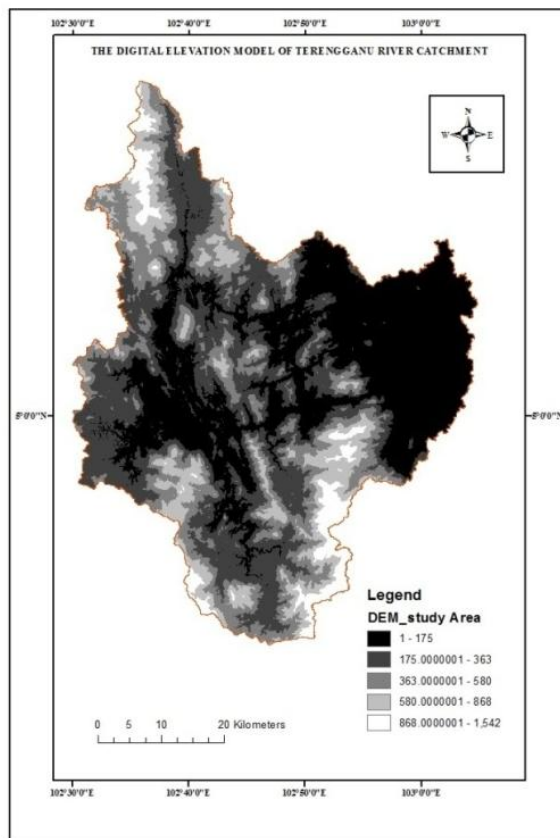 102°30'0"E 102°40'0"E 102°50'0"E 103°0'0"E
THE DIGITAL ELEVATION MODEL OF TERENGGANU RIVER CATCHMENT
N
W E
S
5°0'0"N 5°0'0"N
Legend
DEM_study Area
1 - 175
175.0000001 - 363
363.0000001 - 580
580.0000001 - 868
868.0000001 - 1,542
0 5 10 20 Kilometers
102°30'0"E 102°40'0"E 102°50'0"E 103°0'0"E